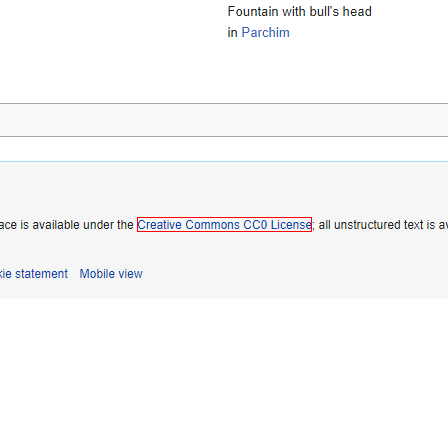 Fountain with bull's head
in Parchim
ace is available under the Creative Commons CC0 License; all unstructured text is
kie statement Mobile view